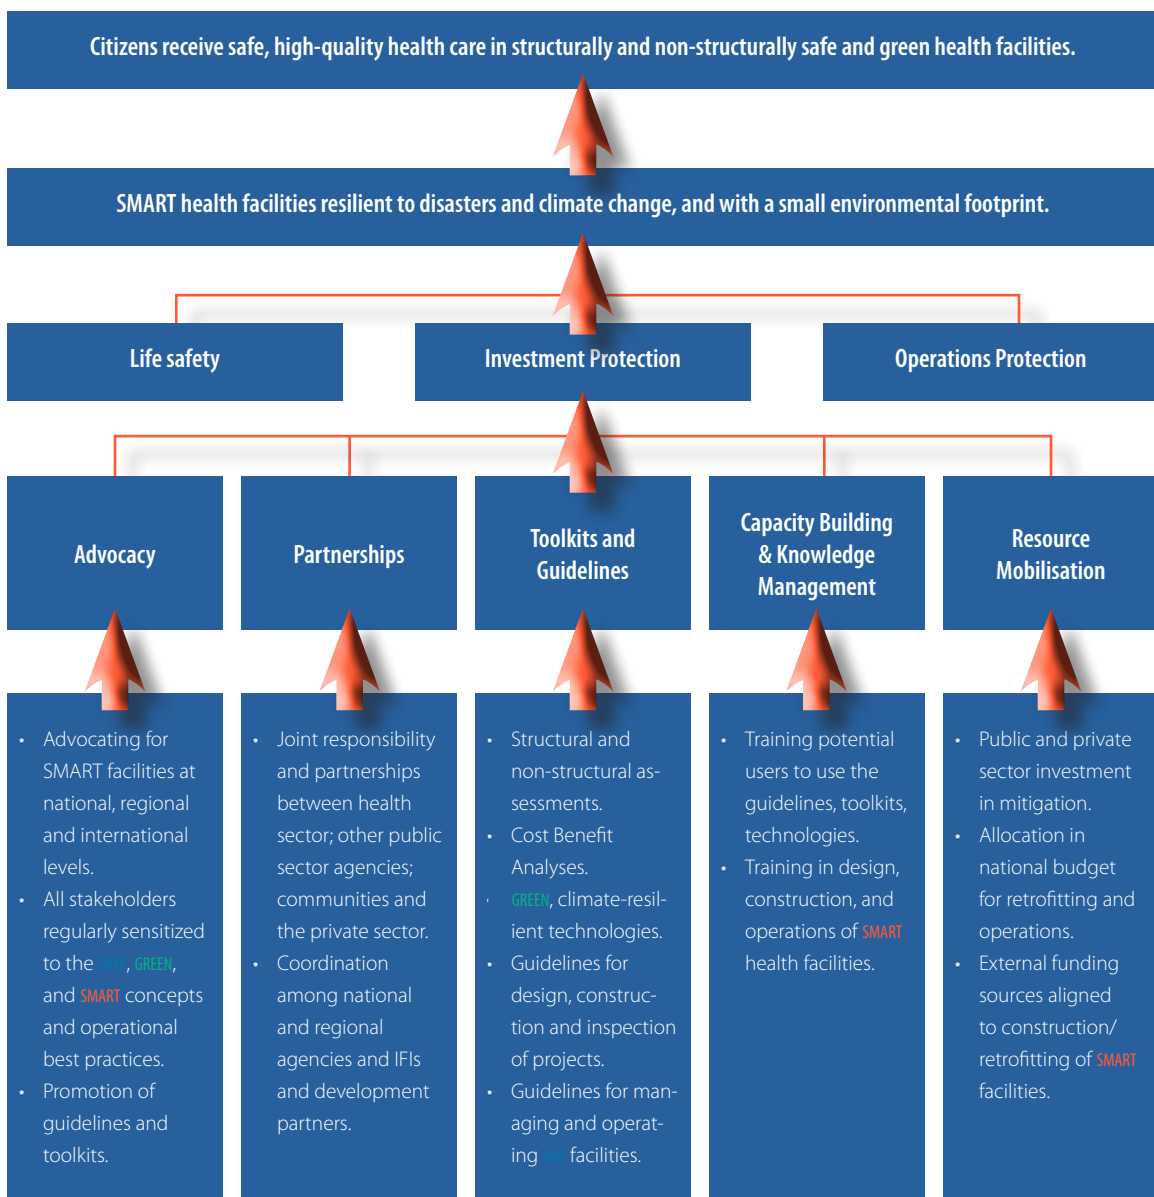 Citizens receive safe, high-quality health care in structurally and non-structurally safe and green health facilities.
SMART health facilities resilient to disasters and climate change, and with a small environmental footprint.
Life safety
Investment Protection
Operations Protection
Advocacy
Partnerships
Toolkits and
Guidelines
Capacity Building
& Knowledge
Management
Resource
Mobilisation
• Advocating for
SMART facilities at
national, regional
and international
levels.
• All stakeholders
regularly sensitized
to the , GREEN,
and SMART concepts
and operational
best practices.
• Promotion of
guidelines and
toolkits.
• Joint responsibility
and partnerships
between health
sector; other public
sector agencies;
communities and
the private sector.
• Coordination
among national
and regional
agencies and IFIs
and development
partners.
• Structural and
non-structural as-
sessments.
• Cost Benefit
Analyses.
• GREEN, climate-resil-
ient technologies.
• Guidelines for
design, construc-
tion and inspection
of projects.
• Guidelines for man-
aging and operat-
ing facilities.
• Training potential
users to use the
guidelines, toolkits,
technologies.
• Training in design,
construction, and
operations of SMART
health facilities.
• Public and private
sector investment
in mitigation.
• Allocation in
national budget
for retrofitting and
operations.
• External funding
sources aligned
to construction/
retrofitting of SMART
facilities.